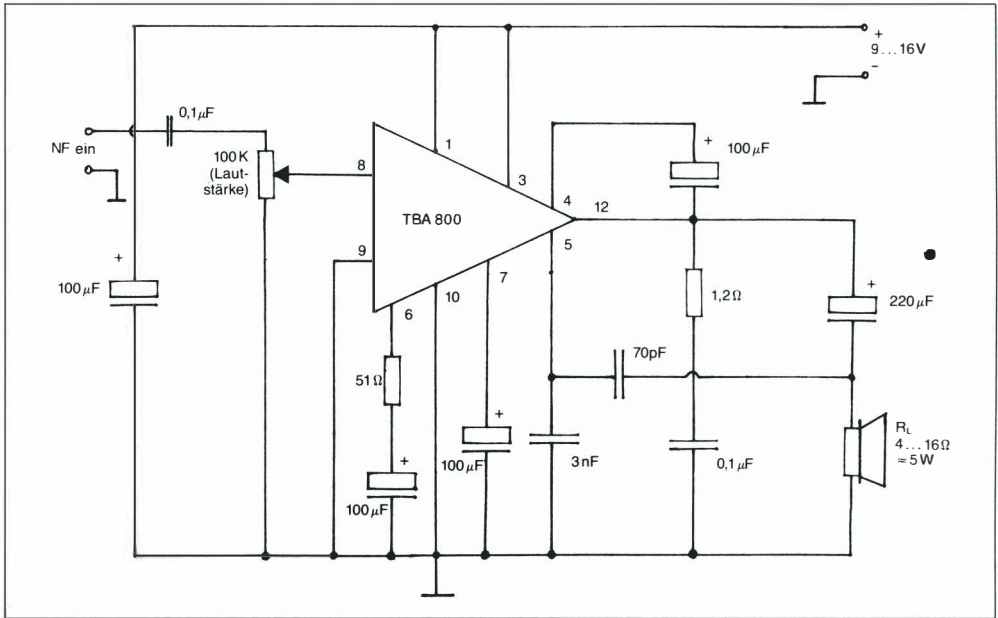 +
9...16V
-
0,1µF
NF ein
100K
(Laut-
stärke)
8
1
3
4
12
+
100µF
TBA 800
5
9
7
10
6
+
100µF
1,2Ω
+
220µF
51Ω
70pF
+
100µF
3nF
0,1µF
RL
4...16Ω
≈5W
+
100µF